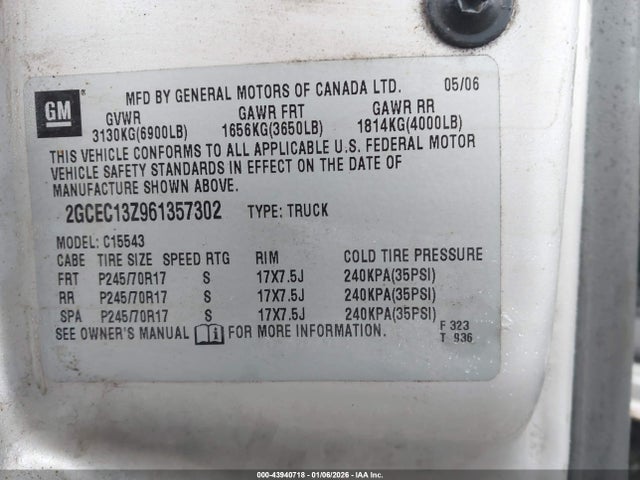 MFD BY GENERAL MOTORS OF CANADA LTD. 05/06
GM
GVWR GAWR FRT GAWR RR
3130KG(6900LB) 1656KG(3650LB) 1814KG(4000LB)
THIS VEHICLE CONFORMS TO ALL APPLICABLE U.S. FEDERAL MOTOR
VEHICLE SAFETY STANDARDS IN EFFECT ON THE DATE OF
MANUFACTURE SHOWN ABOVE.
2GCEC13Z961357302 TYPE: TRUCK
MODEL: C15543
CABE TIRE SIZE SPEED RTG RIM COLD TIRE PRESSURE
FRT P245/70R17 S 17X7.5J 240KPA(35PSI)
RR P245/70R17 S 17X7.5J 240KPA(35PSI)
SPA P245/70R17 S 17X7.5J 240KPA(35PSI)
SEE OWNER'S MANUAL FOR MORE INFORMATION.
F 323
T 936
000-43940718 | 01/06/2026 | IAA Inc.